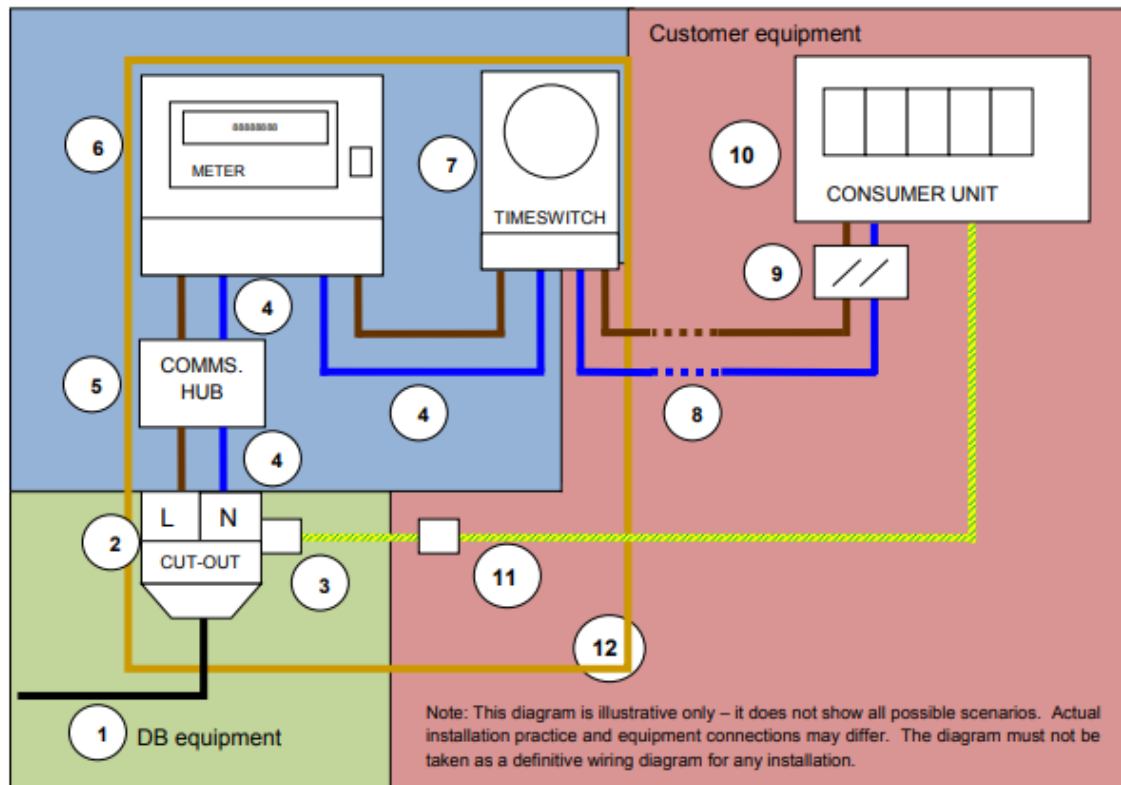 Customer equipment
6
88888888
METER
7
TIMESWITCH
10
CONSUMER UNIT
9
4
5
COMMS.
HUB
4
8
4
L
N
2
CUT-OUT
3
11
12
1
DB equipment
Note: This diagram is illustrative only – it does not show all possible scenarios. Actual
installation practice and equipment connections may differ. The diagram must not be
taken as a definitive wiring diagram for any installation.